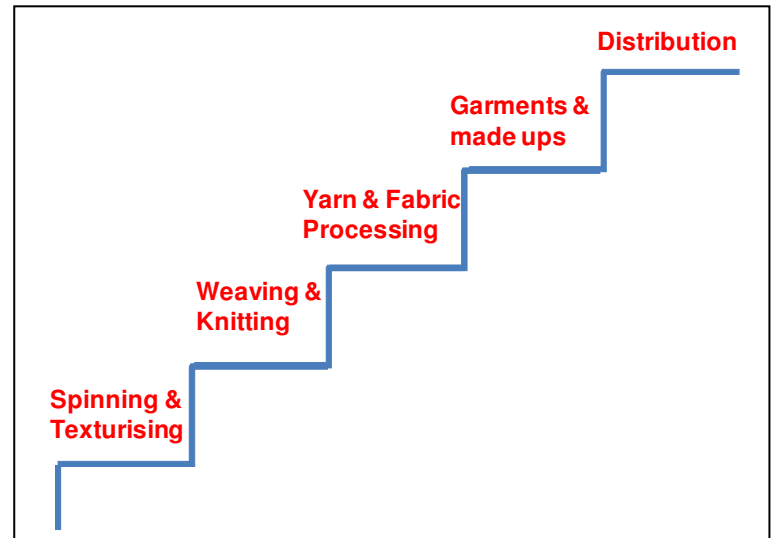 Distribution
Garments &
made ups
Yarn & Fabric
Processing
Weaving &
Knitting
Spinning &
Texturising